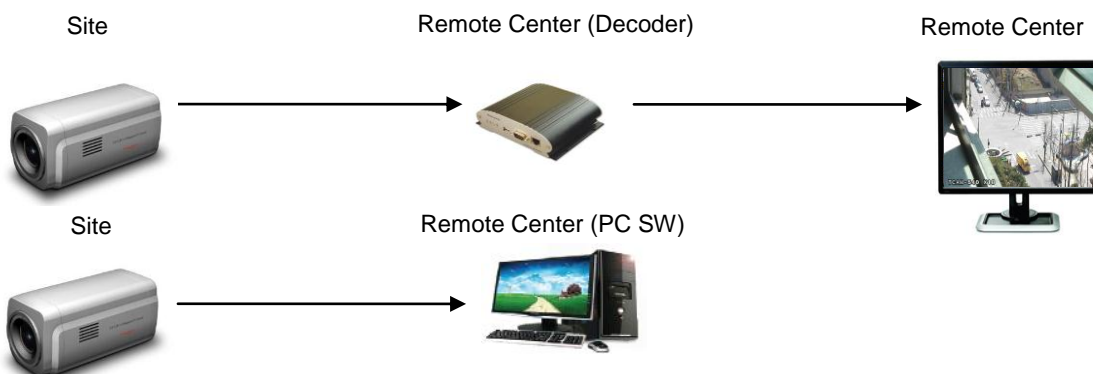 Site
Remote Center (Decoder)
Remote Center
Site
Remote Center (PC SW)